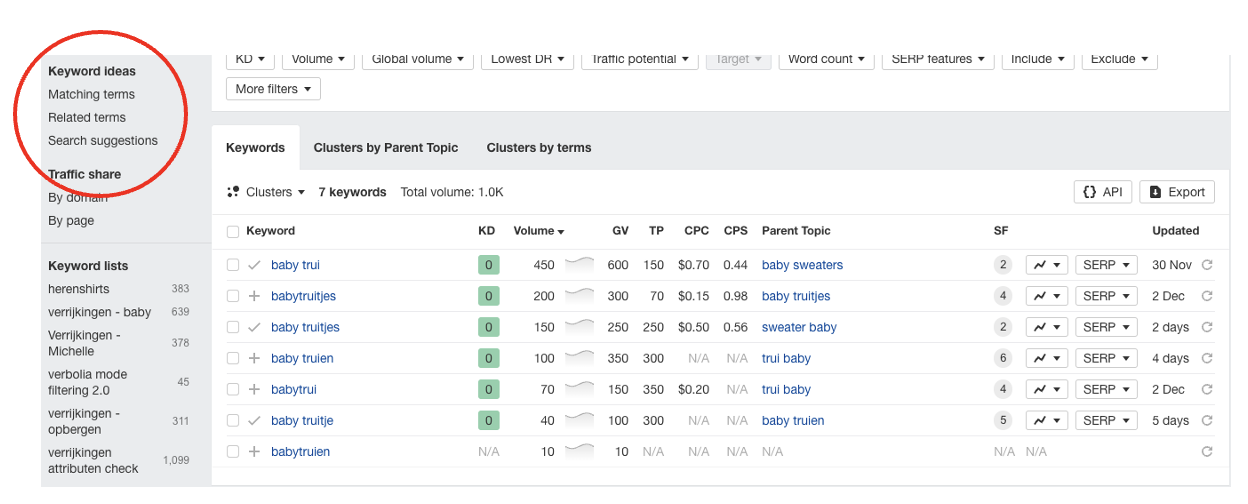 Keyword ideas
Matching terms
Related terms
Search suggestions
Traffic share
By domain
By page
Keyword lists
herenshirts 383
verrijkingen - baby 639
Verrijkingen -
Michelle 378
verbolia mode
filtering 2.0 45
verrijkingen -
opbergen 311
verrijkingen
attributen check 1,099
KD Volume Global volume Lowest DR Traffic potential Target Word count SERP features Include Exclude
More filters
Keywords Clusters by Parent Topic Clusters by terms
Clusters 7 keywords Total volume: 1.0K API Export
Keyword KD Volume GV TP CPC CPS Parent Topic SF Updated
baby trui 0 450 600 150 $0.70 0.44 baby sweaters 2 SERP 30 Nov
babytruitjes 0 200 300 70 $0.15 0.98 baby truitjes 4 SERP 2 Dec
baby truitjes 0 150 250 250 $0.50 0.56 sweater baby 2 SERP 2 days
baby truien 0 100 350 300 N/A N/A trui baby 6 SERP 4 days
babytrui 0 70 150 350 $0.20 N/A trui baby 4 SERP 2 Dec
baby truitje 0 40 100 300 N/A N/A baby truien 5 SERP 5 days
babytruien N/A 10 10 N/A N/A N/A N/A N/A N/A